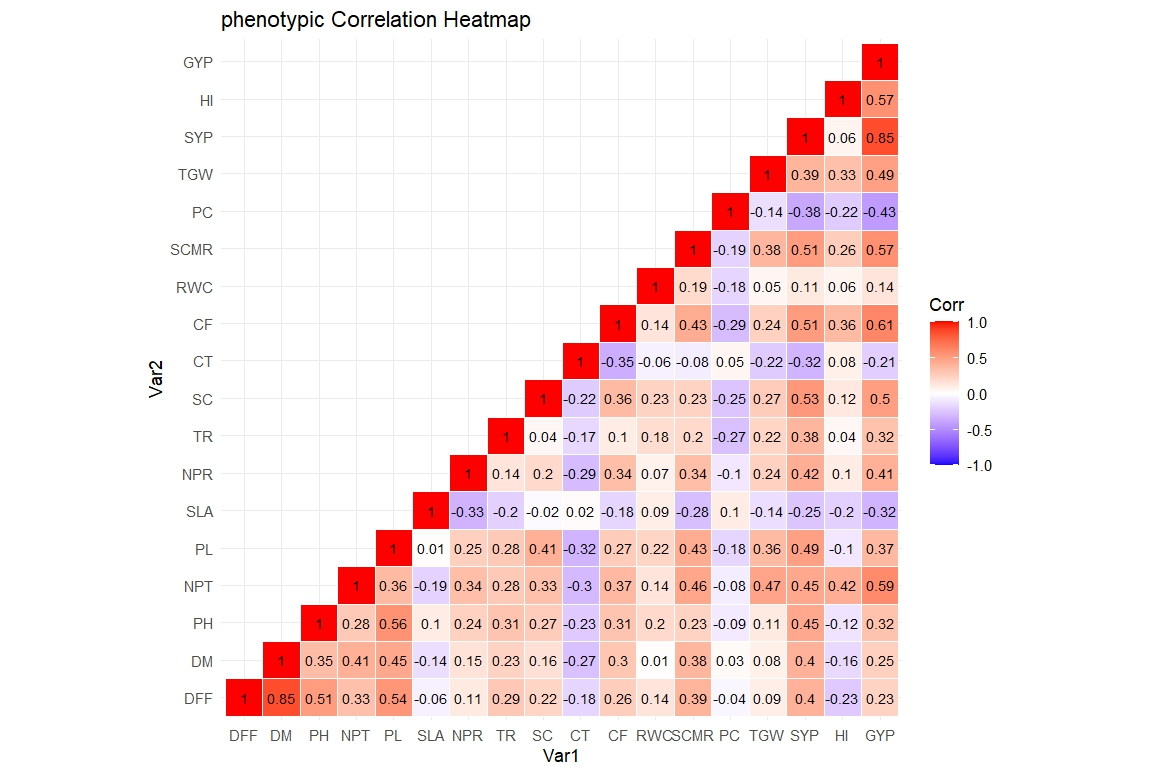 phenotypic Correlation Heatmap
GYP 1
HI 1 0.57
SYP 1 0.06 0.85
TGW 1 0.39 0.33 0.49
PC 1 -0.14 -0.38 -0.22 -0.43
SCMR 1 -0.19 0.38 0.51 0.26 0.57
RWC 1 0.19 -0.18 0.05 0.11 0.06 0.14
CF 1 0.14 0.43 -0.29 0.24 0.51 0.36 0.61
CT 1 -0.35 -0.06 -0.08 0.05 -0.22 -0.32 0.08 -0.21
SC 1 -0.22 0.36 0.23 0.23 -0.25 0.27 0.53 0.12 0.5
TR 1 0.04 -0.17 0.1 0.18 0.2 -0.27 0.22 0.38 0.04 0.32
NPR 1 0.14 0.2 -0.29 0.34 0.07 0.34 -0.1 0.24 0.42 0.1 0.41
SLA 1 -0.33 -0.2 -0.02 0.02 -0.18 0.09 -0.28 0.1 -0.14 -0.25 -0.2 -0.32
PL 1 0.01 0.25 0.28 0.41 -0.32 0.27 0.22 0.43 -0.18 0.36 0.49 -0.1 0.37
NPT 1 0.36 -0.19 0.34 0.28 0.33 -0.3 0.37 0.14 0.46 -0.08 0.47 0.45 0.42 0.59
PH 1 0.28 0.56 0.1 0.24 0.31 0.27 -0.23 0.31 0.2 0.23 -0.09 0.11 0.45 -0.12 0.32
DM 1 0.35 0.41 0.45 -0.14 0.15 0.23 0.16 -0.27 0.3 0.01 0.38 0.03 0.08 0.4 -0.16 0.25
DFF 1 0.85 0.51 0.33 0.54 -0.06 0.11 0.29 0.22 -0.18 0.26 0.14 0.39 -0.04 0.09 0.4 -0.23 0.23
DFF DM PH NPT PL SLA NPR TR SC CT CF RWC SCMR PC TGW SYP HI GYP
Var1
Var2
Corr
1.0
0.5
0.0
-0.5
-1.0